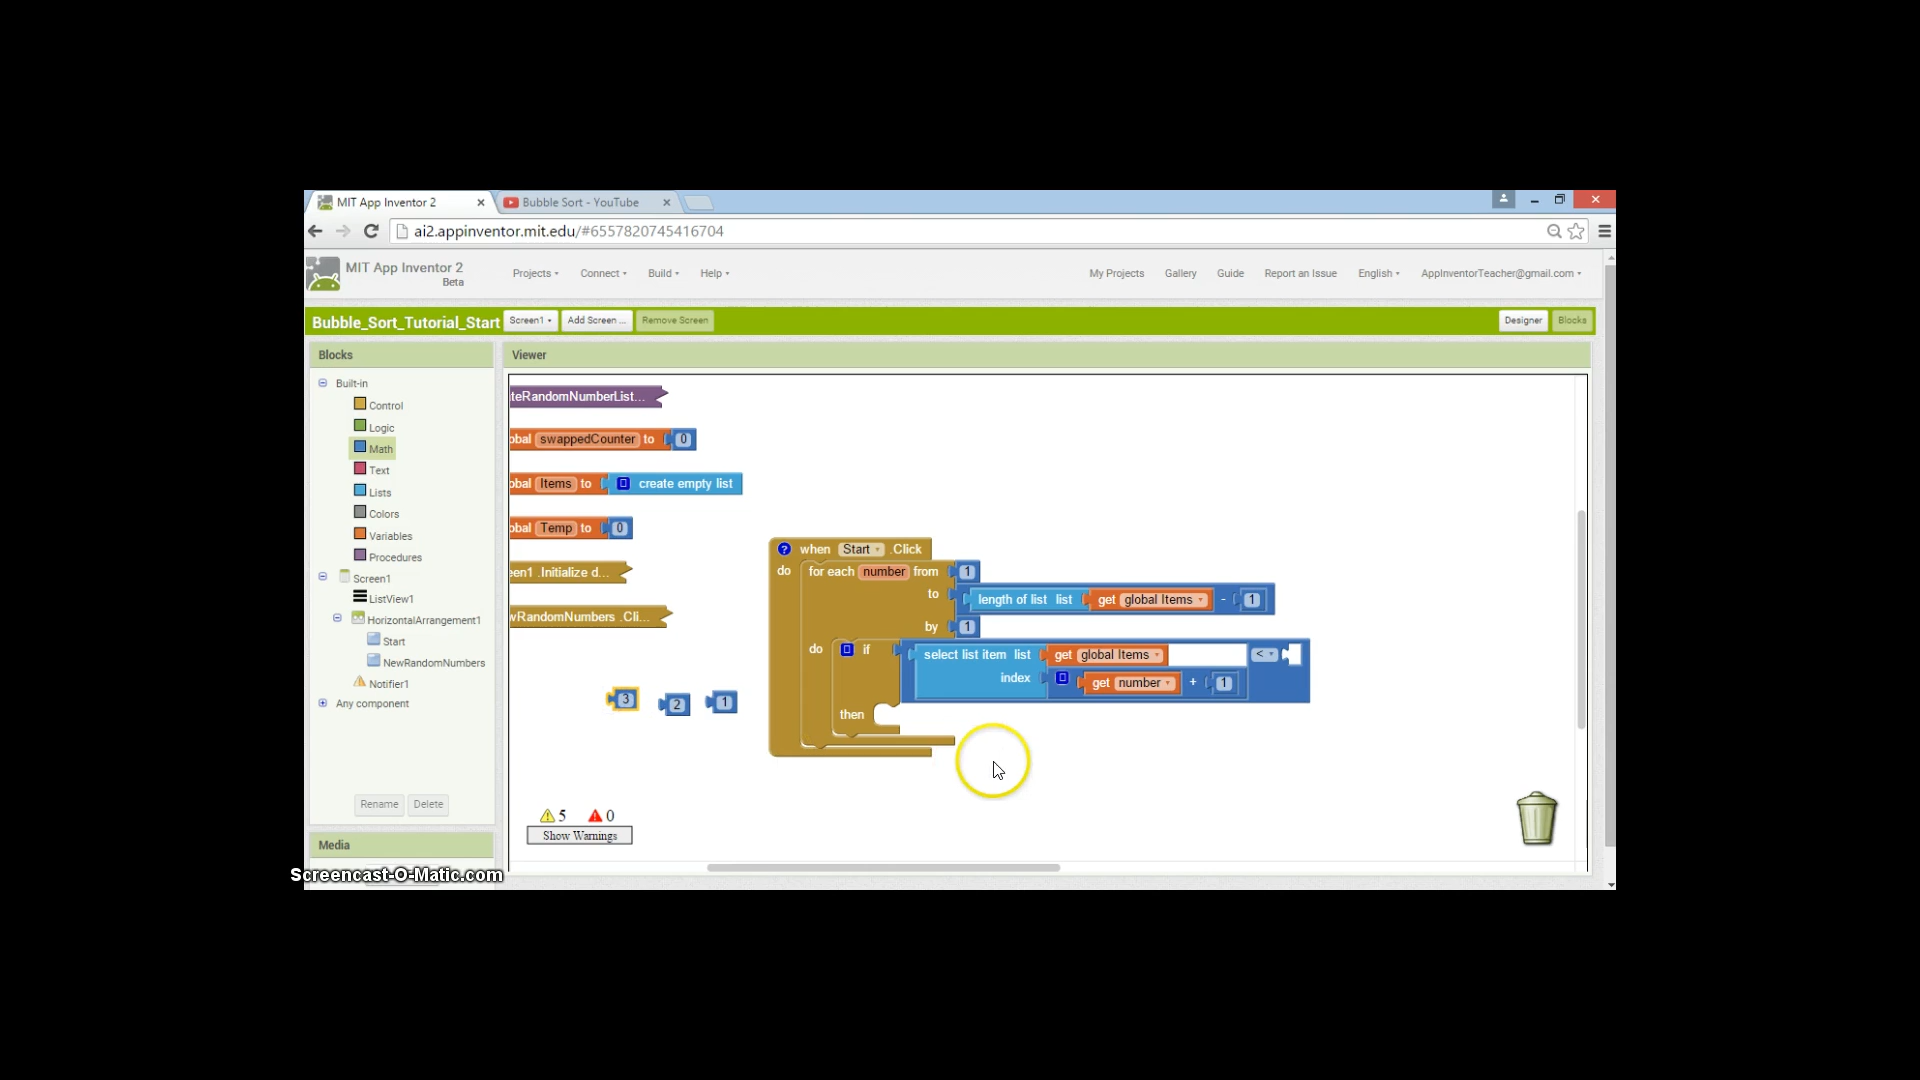 MIT App Inventor 2
Bubble Sort - YouTube
ai2.appinventor.mit.edu/#6557820745416704
MIT App Inventor 2
Beta
Projects
Connect
Build
Help
My Projects
Gallery
Guide
Report an Issue
English
AppInventorTeacher@gmail.com
Bubble_Sort_Tutorial_Start
Screen1
Add Screen ...
Remove Screen
Designer
Blocks
Blocks
Built-in
Control
Logic
Math
Text
Lists
Colors
Variables
Procedures
Screen1
ListView1
HorizontalArrangement1
Start
NewRandomNumbers
Notifier1
Any component
Rename
Delete
Media
Viewer
teRandomNumberList...
obal swappedCounter to 0
obal Items to create empty list
obal Temp to 0
een1 .Initialize d...
wRandomNumbers .Cli...
? when Start .Click
do for each number from 1
to length of list list get global Items - 1
by 1
do if select list item list get global Items <
index get number + 1
then
3 2 1
5 0
Show Warnings
Screencast-O-Matic.com